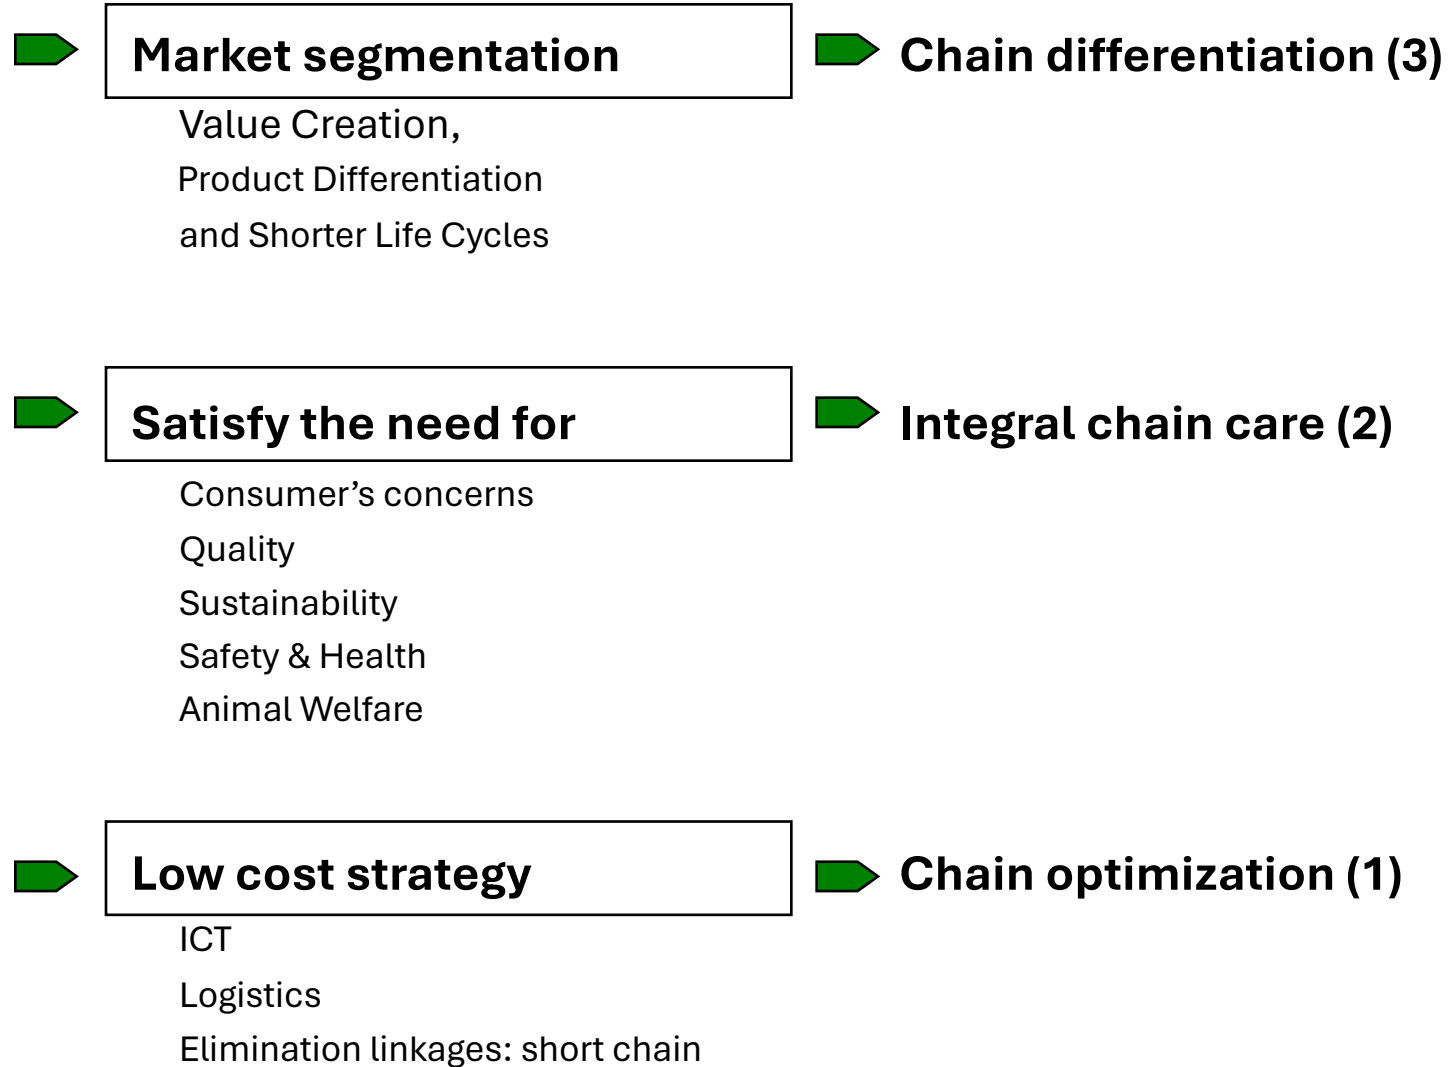 Market segmentation
Chain differentiation (3)
Value Creation,
Product Differentiation
and Shorter Life Cycles
Satisfy the need for
Integral chain care (2)
Consumer’s concerns
Quality
Sustainability
Safety & Health
Animal Welfare
Low cost strategy
Chain optimization (1)
ICT
Logistics
Elimination linkages: short chain